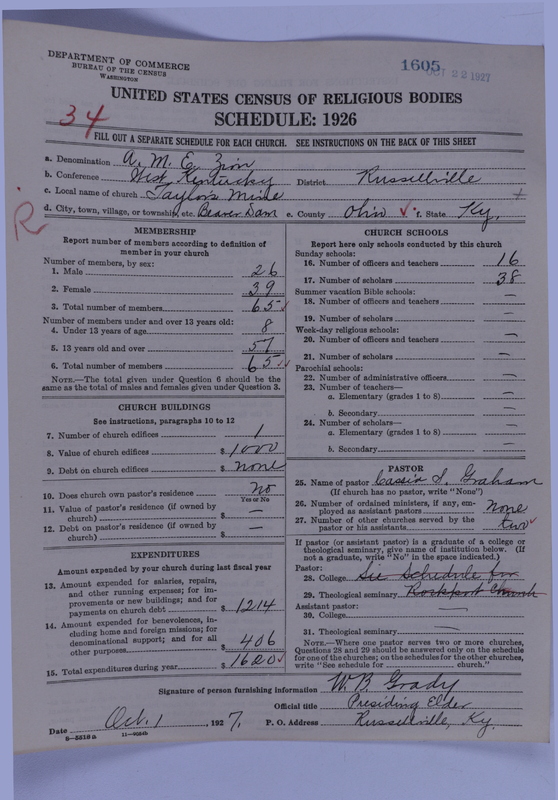 DEPARTMENT OF COMMERCE
BUREAU OF THE CENSUS
WASHINGTON
1605
OCT 22 1927
UNITED STATES CENSUS OF RELIGIOUS BODIES
SCHEDULE: 1926
34
FILL OUT A SEPARATE SCHEDULE FOR EACH CHURCH. SEE INSTRUCTIONS ON THE BACK OF THIS SHEET
a. Denomination A. M. E. Zion
b. Conference West Kentucky District Russellville
c. Local name of church Taylor's Mine
d. City, town, village, or township, etc. Beaver Dam e. County Ohio f. State Ky.
R
MEMBERSHIP
Report number of members according to definition of
member in your church
Number of members, by sex:
1. Male 26
2. Female 39
3. Total number of members 65
Number of members under and over 13 years old:
4. Under 13 years of age 8
5. 13 years old and over 57
6. Total number of members 65
NOTE.—The total given under Question 6 should be the
same as the total of males and females given under Question 3.
CHURCH BUILDINGS
See instructions, paragraphs 10 to 12
7. Number of church edifices 1
8. Value of church edifices $ 1000
9. Debt on church edifices $ none
10. Does church own pastor's residence No
Yes or No
11. Value of pastor's residence (if owned by
church) $ —
12. Debt on pastor's residence (if owned by
church) $ —
EXPENDITURES
Amount expended by your church during last fiscal year
13. Amount expended for salaries, repairs,
and other running expenses; for im-
provements or new buildings; and for
payments on church debt $ 1214
14. Amount expended for benevolences, in-
cluding home and foreign missions; for
denominational support; and for all
other purposes $ 406
15. Total expenditures during year $ 1620
CHURCH SCHOOLS
Report here only schools conducted by this church
Sunday schools:
16. Number of officers and teachers 16
17. Number of scholars 38
Summer vacation Bible schools:
18. Number of officers and teachers —
19. Number of scholars —
Week-day religious schools:
20. Number of officers and teachers —
21. Number of scholars —
Parochial schools:
22. Number of administrative officers —
23. Number of teachers—
a. Elementary (grades 1 to 8) —
b. Secondary —
24. Number of scholars—
a. Elementary (grades 1 to 8) —
b. Secondary —
PASTOR
25. Name of pastor Cassia S. Graham
(If church has no pastor, write "None")
26. Number of ordained ministers, if any, em-
ployed as assistant pastors None
27. Number of other churches served by the
pastor or his assistants two
If pastor (or assistant pastor) is a graduate of a college or
theological seminary, give name of institution below. (If
not a graduate, write "No" in the space indicated.)
Pastor:
28. College See Schedule for
29. Theological seminary Rockport Church
Assistant pastor:
30. College —
31. Theological seminary —
NOTE.—Where one pastor serves two or more churches,
Questions 28 and 29 should be answered only on the schedule
for one of the churches; on the schedules for the other churches,
write "See schedule for church."
Signature of person furnishing information W. B. Grady
Official title Presiding Elder
Date Oct. 1, 1927. P. O. Address Russellville, Ky.